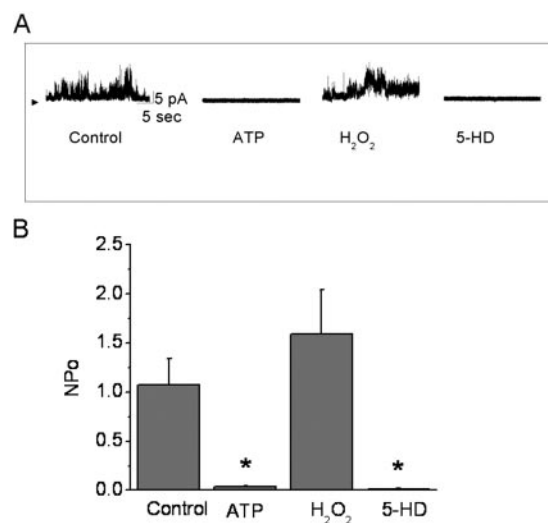 A
5 pA
5 sec
Control ATP H₂O₂ 5-HD
B
NPo
2.5
2.0
1.5
1.0
0.5
0.0
* *
Control ATP H₂O₂ 5-HD